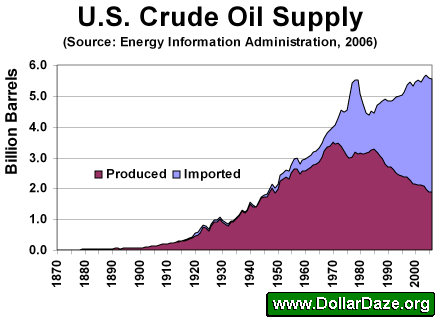 U.S. Crude Oil Supply
(Source: Energy Information Administration, 2006)
Billion Barrels
6.0
5.0
4.0
3.0
2.0
1.0
0.0
Produced Imported
1870 1880 1890 1900 1910 1920 1930 1940 1950 1960 1970 1980 1990 2000
www.DollarDaze.org